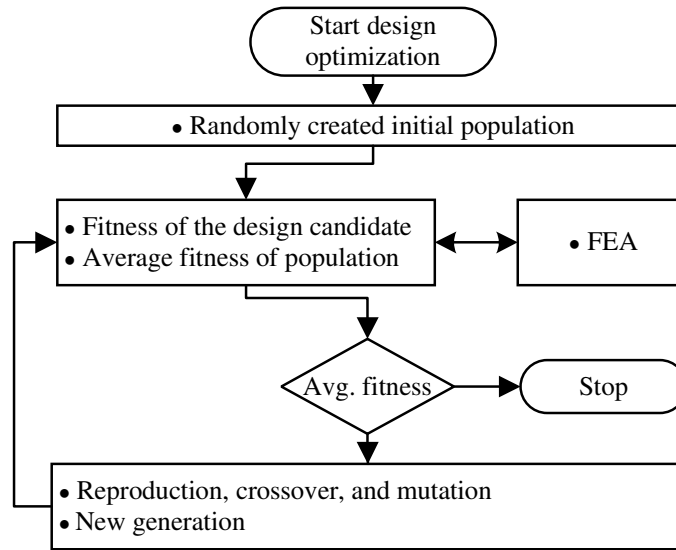 Start design
optimization
• Randomly created initial population
• Fitness of the design candidate
• Average fitness of population
• FEA
Avg. fitness
Stop
• Reproduction, crossover, and mutation
• New generation